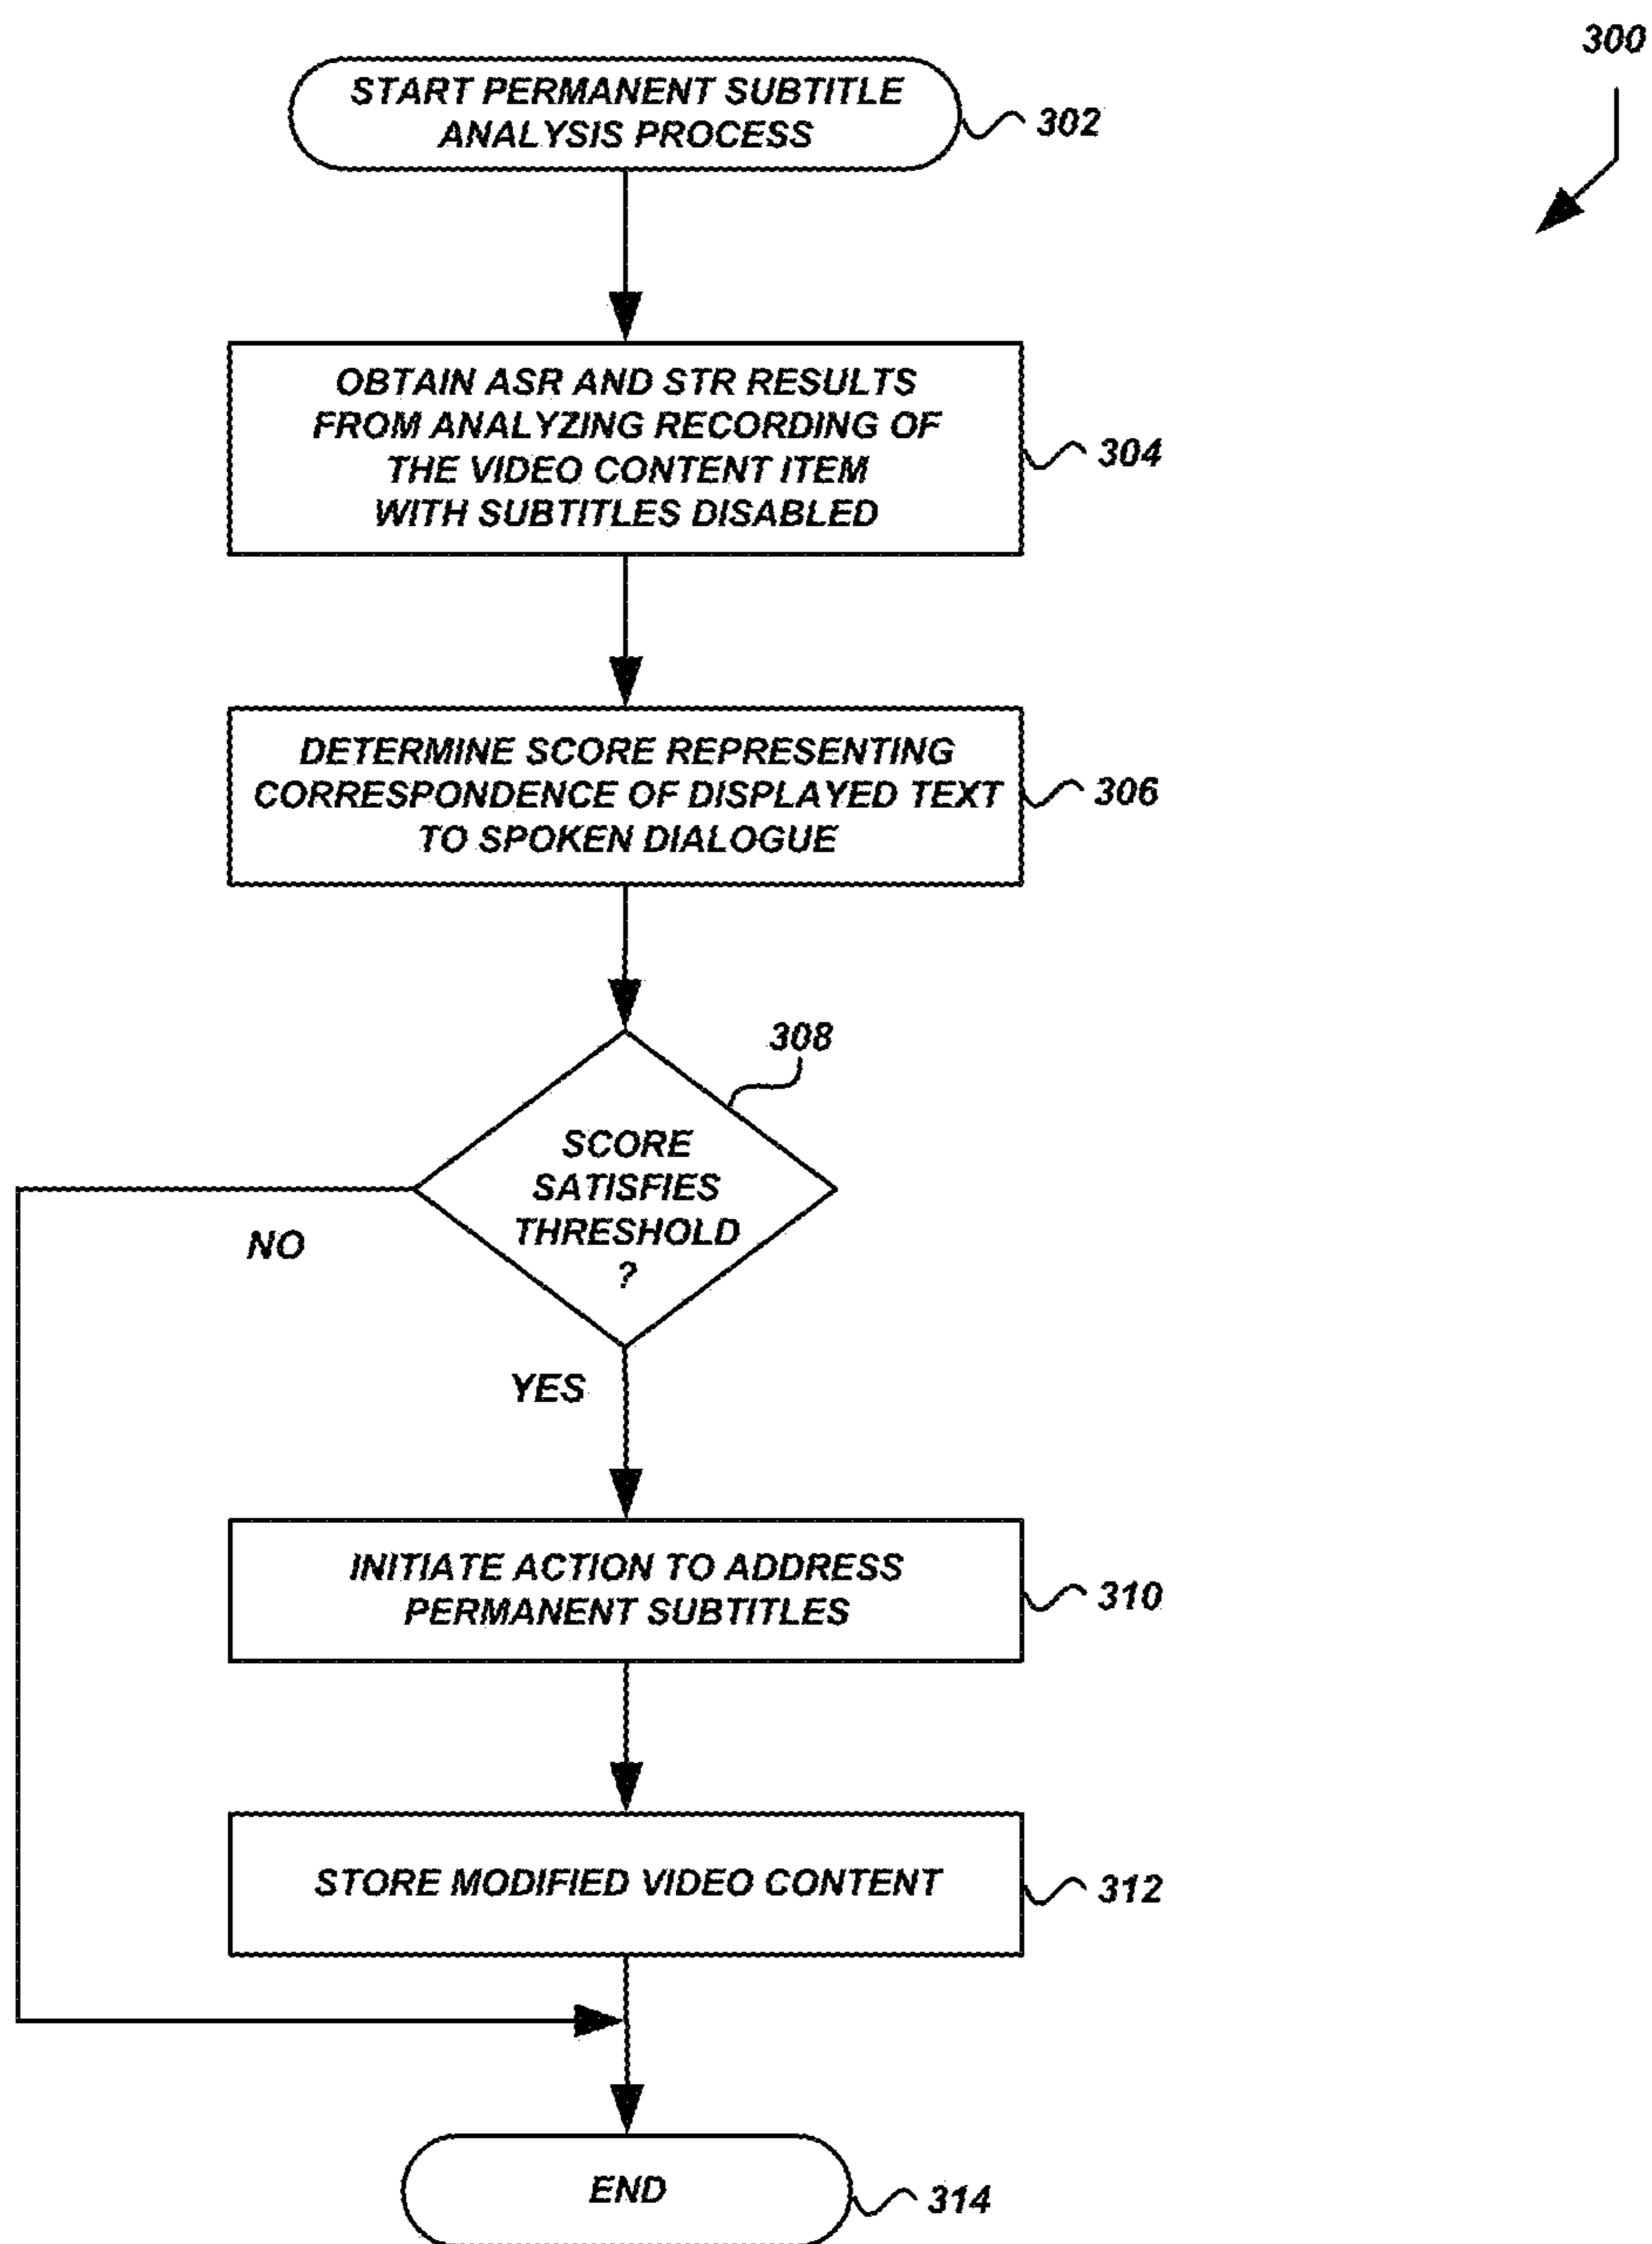 300
START PERMANENT SUBTITLE
ANALYSIS PROCESS
302
OBTAIN ASR AND STR RESULTS
FROM ANALYZING RECORDING OF
THE VIDEO CONTENT ITEM
WITH SUBTITLES DISABLED
304
DETERMINE SCORE REPRESENTING
CORRESPONDENCE OF DISPLAYED TEXT
TO SPOKEN DIALOGUE
306
308
SCORE
SATISFIES
THRESHOLD
?
NO
YES
INITIATE ACTION TO ADDRESS
PERMANENT SUBTITLES
310
STORE MODIFIED VIDEO CONTENT
312
END
314